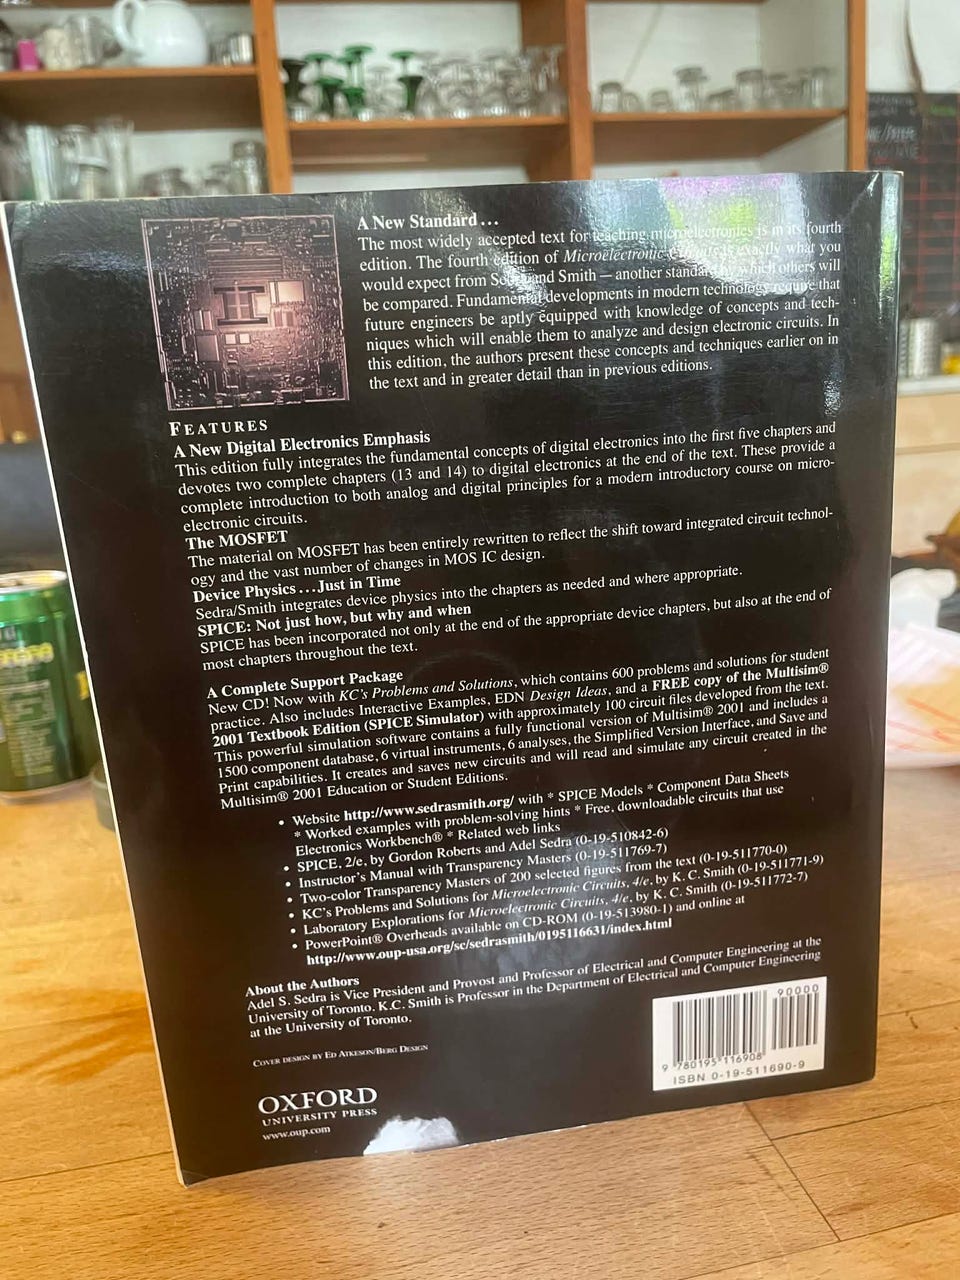 A New Standard...
The most widely accepted text for teaching microelectronics is in its fourth
edition. The fourth edition of Microelectronic Circuits is exactly what you
would expect from Sedra and Smith — another standard by which others will
be compared. Fundamental developments in modern technology require that
future engineers be aptly equipped with knowledge of concepts and tech-
niques which will enable them to analyze and design electronic circuits. In
this edition, the authors present these concepts and techniques earlier on in
the text and in greater detail than in previous editions.
FEATURES
A New Digital Electronics Emphasis
This edition fully integrates the fundamental concepts of digital electronics into the first five chapters and
devotes two complete chapters (13 and 14) to digital electronics at the end of the text. These provide a
complete introduction to both analog and digital principles for a modern introductory course on micro-
electronic circuits.
The MOSFET
The material on MOSFET has been entirely rewritten to reflect the shift toward integrated circuit technol-
ogy and the vast number of changes in MOS IC design.
Device Physics...Just in Time
Sedra/Smith integrates device physics into the chapters as needed and where appropriate.
SPICE: Not just how, but why and when
SPICE has been incorporated not only at the end of the appropriate device chapters, but also at the end of
most chapters throughout the text.
A Complete Support Package
New CD! Now with KC's Problems and Solutions, which contains 600 problems and solutions for student
practice. Also includes Interactive Examples, EDN Design Ideas, and a FREE copy of the Multisim®
2001 Textbook Edition (SPICE Simulator) with approximately 100 circuit files developed from the text.
This powerful simulation software contains a fully functional version of Multisim® 2001 and includes a
1500 component database, 6 virtual instruments, 6 analyses, the Simplified Version Interface, and Save and
Print capabilities. It creates and saves new circuits and will read and simulate any circuit created in the
Multisim® 2001 Education or Student Editions.
• Website http://www.sedrasmith.org/ with * SPICE Models * Component Data Sheets
* Worked examples with problem-solving hints * Free, downloadable circuits that use
Electronics Workbench® * Related web links
• SPICE, 2/e, by Gordon Roberts and Adel Sedra (0-19-510842-6)
• Instructor's Manual with Transparency Masters (0-19-511769-7)
• Two-color Transparency Masters of 200 selected figures from the text (0-19-511770-0)
• KC's Problems and Solutions for Microelectronic Circuits, 4/e, by K. C. Smith (0-19-511771-9)
• Laboratory Explorations for Microelectronic Circuits, 4/e, by K. C. Smith (0-19-511772-7)
• PowerPoint® Overheads available on CD-ROM (0-19-513980-1) and online at
http://www.oup-usa.org/sc/sedrasmith/0195116631/index.html
About the Authors
Adel S. Sedra is Vice President and Provost and Professor of Electrical and Computer Engineering at the
University of Toronto. K.C. Smith is Professor in the Department of Electrical and Computer Engineering
at the University of Toronto.
COVER DESIGN BY ED ATKESON/BERG DESIGN
OXFORD
UNIVERSITY PRESS
www.oup.com
90000
9 780195 116908
ISBN 0-19-511690-9